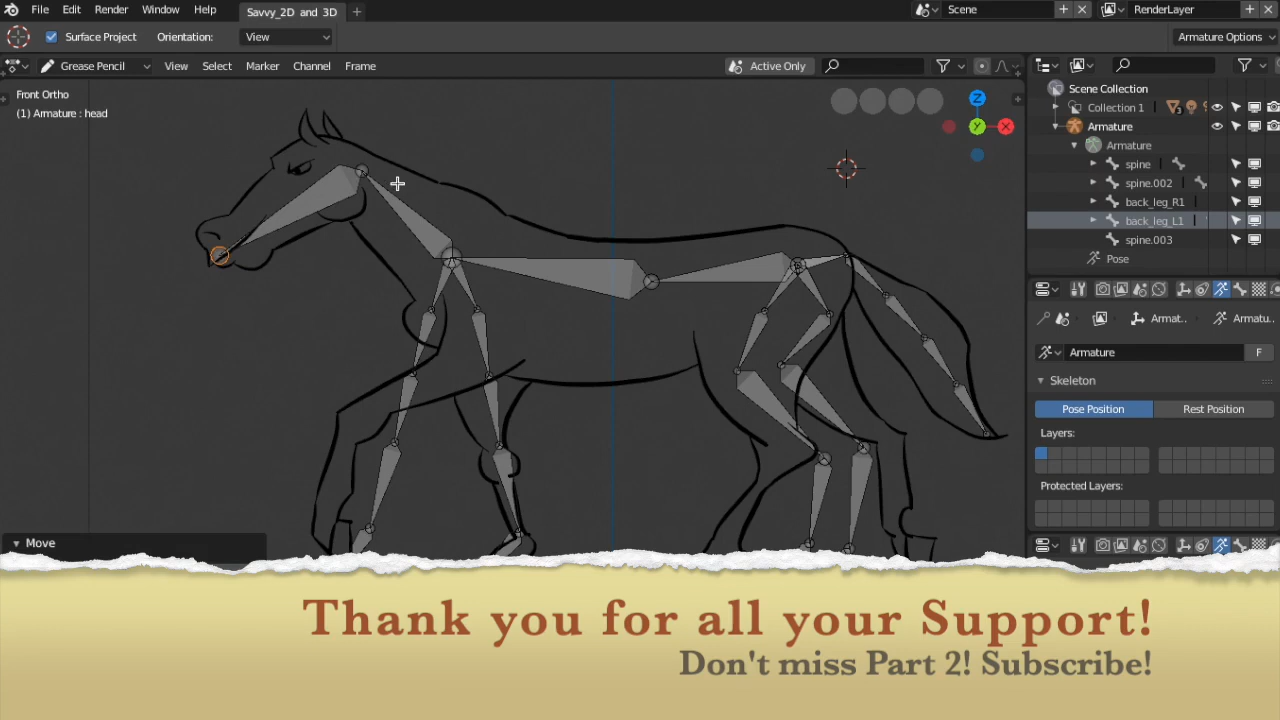 File Edit Render Window Help Savvy_2D and 3D Scene RenderLayer
Surface Project Orientation: View Armature Options
Grease Pencil View Select Marker Channel Frame Active Only
Front Ortho
(1) Armature : head
Z
Y
X
Scene Collection
Collection 1
Armature
Armature
spine
spine.002
back_leg_R1
back_leg_L1
spine.003
Pose
Armat.. Armatu..
Armature F
Skeleton
Pose Position Rest Position
Layers:
Protected Layers:
Move
Thank you for all your Support!
Don't miss Part 2! Subscribe!